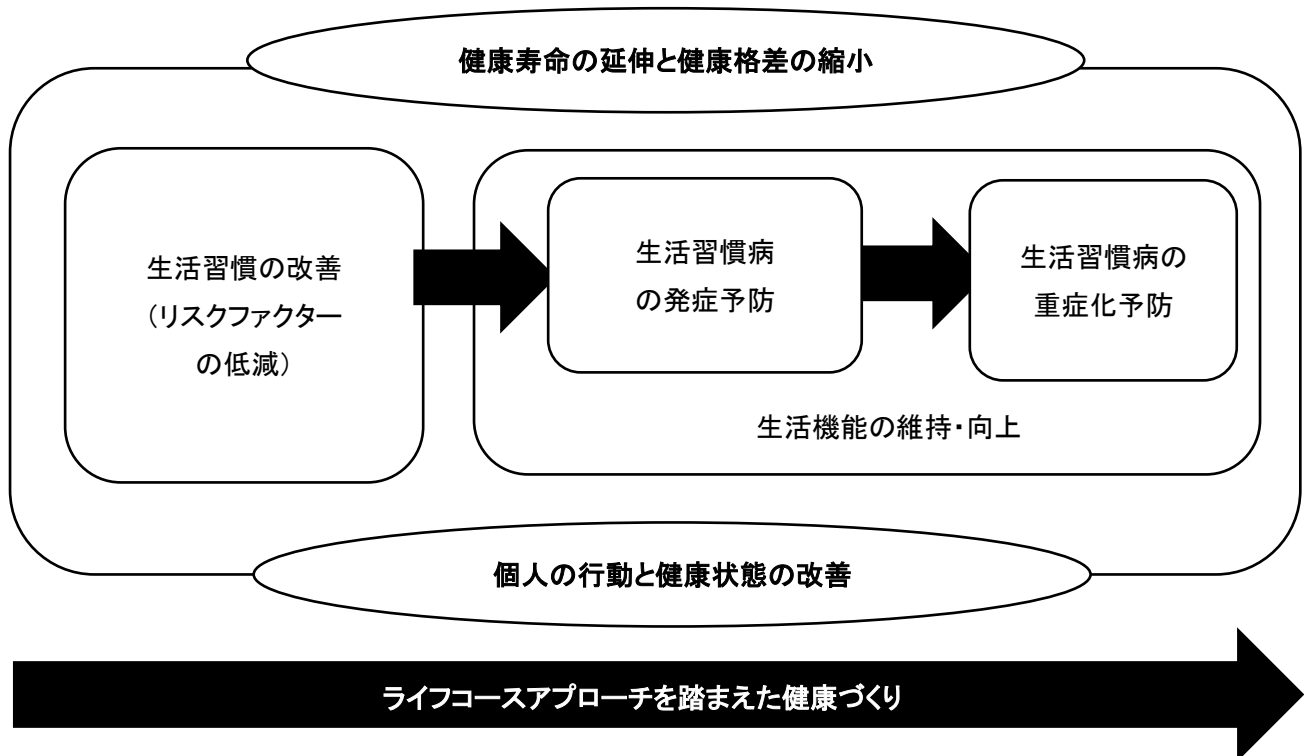 健康寿命の延伸と健康格差の縮小
生活習慣の改善
（リスクファクター
の低減）
生活習慣病
の発症予防
生活習慣病の
重症化予防
生活機能の維持・向上
個人の行動と健康状態の改善
ライフコースアプローチを踏まえた健康づくり